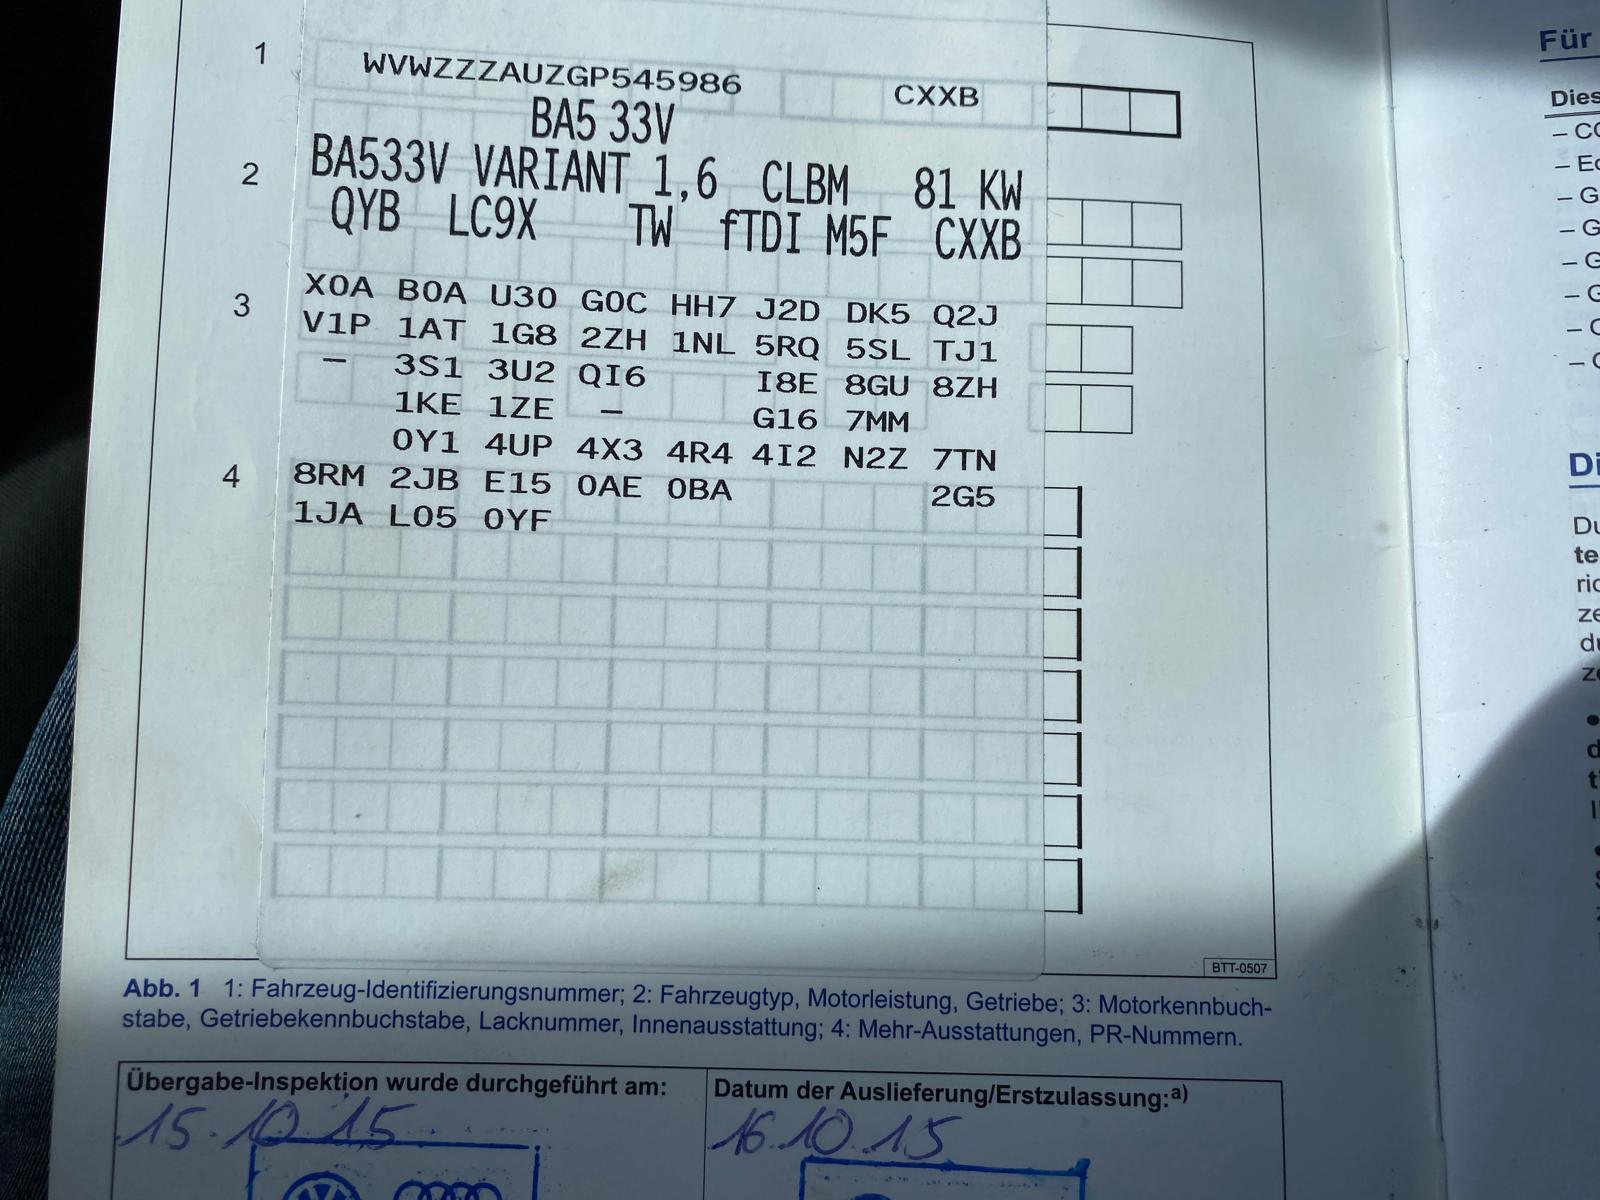 1 WVWZZZAUZGP545986 CXXB
BA5 33V
2 BA533V VARIANT 1,6 CLBM 81 KW
QYB LC9X TW fTDI M5F CXXB
3 X0A B0A U30 G0C HH7 J2D DK5 Q2J
V1P 1AT 1G8 2ZH 1NL 5RQ 5SL TJ1
– 3S1 3U2 QI6 I8E 8GU 8ZH
1KE 1ZE – G16 7MM
0Y1 4UP 4X3 4R4 4I2 N2Z 7TN
4 8RM 2JB E15 0AE 0BA 2G5
1JA L05 0YF
BTT-0507
Abb. 1 1: Fahrzeug-Identifizierungsnummer; 2: Fahrzeugtyp, Motorleistung, Getriebe; 3: Motorkennbuch-
stabe, Getriebekennbuchstabe, Lacknummer, Innenausstattung; 4: Mehr-Ausstattungen, PR-Nummern.
Übergabe-Inspektion wurde durchgeführt am:
15.10.15
Datum der Auslieferung/Erstzulassung:a)
16.10.15
Für
Dies
Di
Du
te